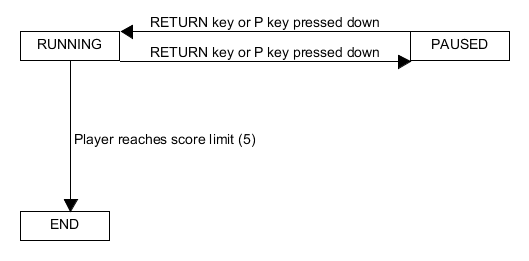 RETURN key or P key pressed down
RUNNING
PAUSED
RETURN key or P key pressed down
Player reaches score limit (5)
END